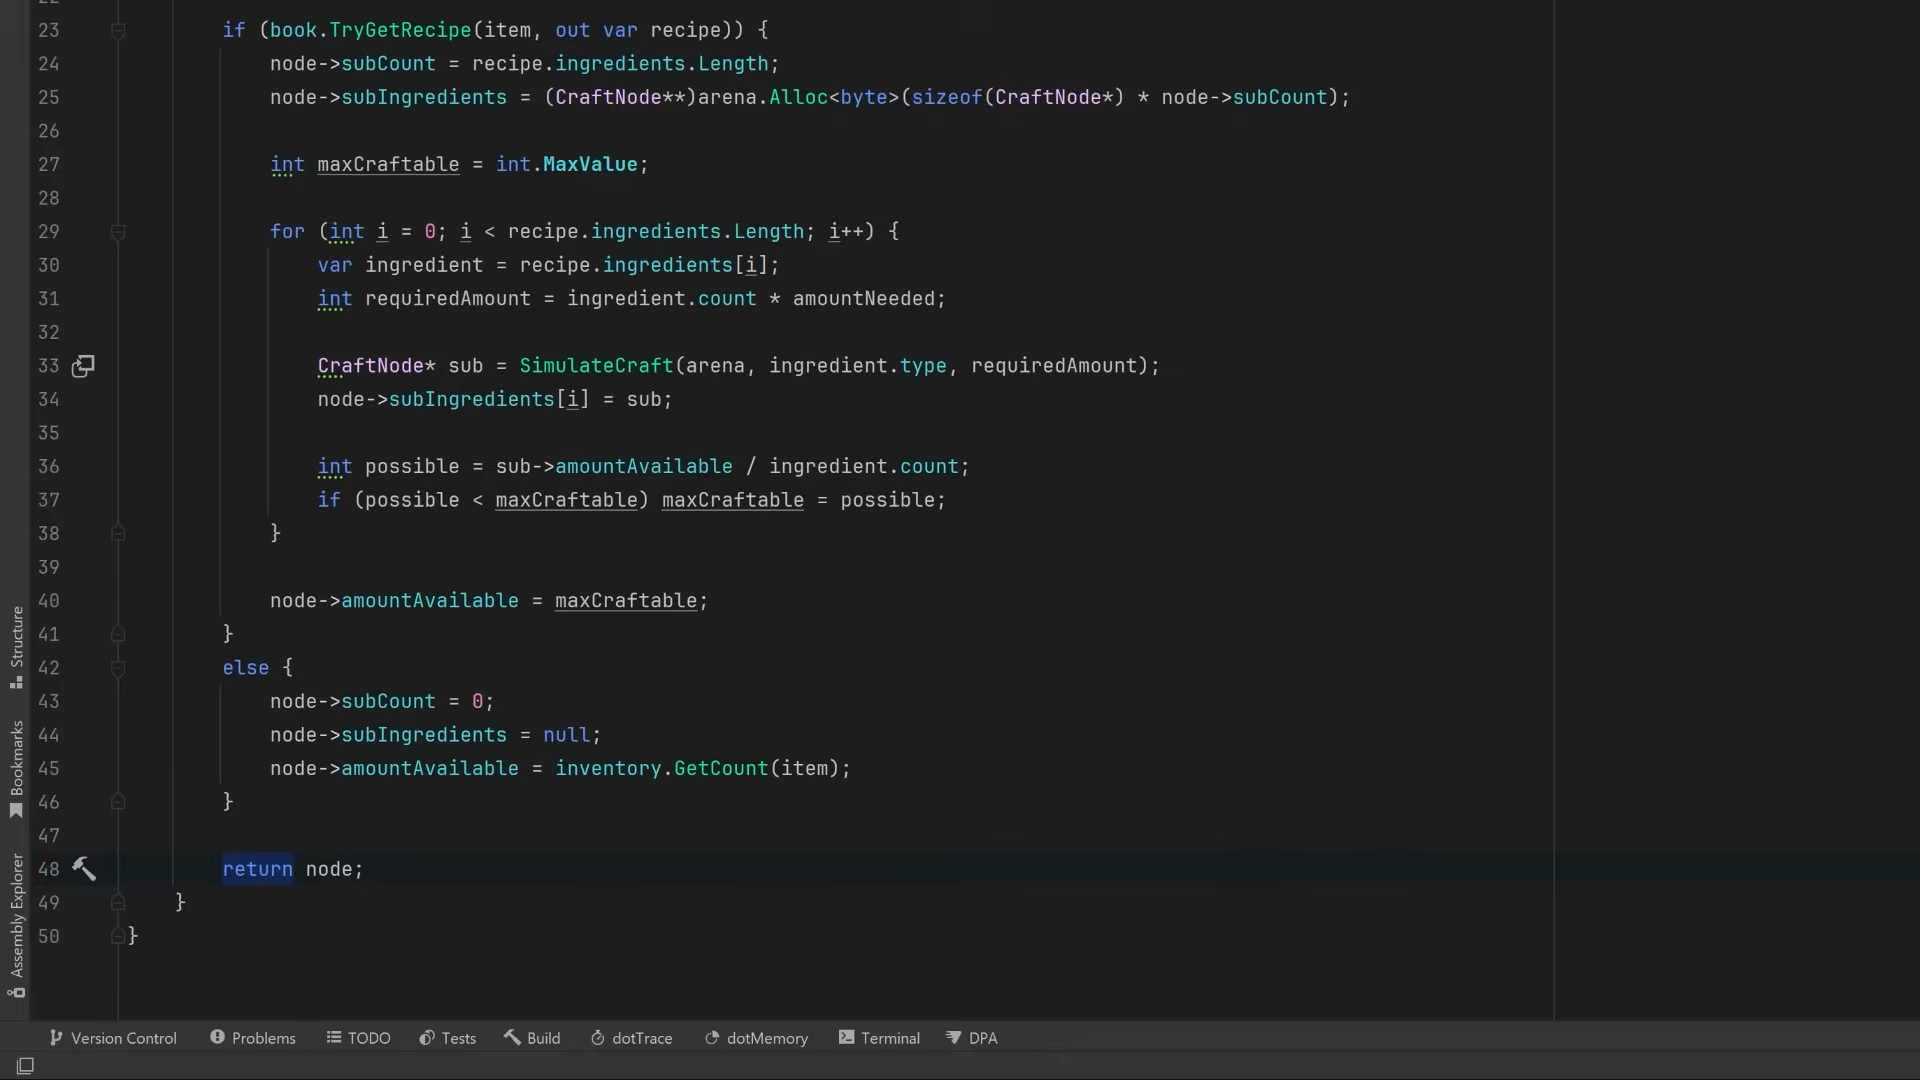 23 if (book.TryGetRecipe(item, out var recipe)) {
24 node->subCount = recipe.ingredients.Length;
25 node->subIngredients = (CraftNode**)arena.Alloc<byte>(sizeof(CraftNode*) * node->subCount);
26
27 int maxCraftable = int.MaxValue;
28
29 for (int i = 0; i < recipe.ingredients.Length; i++) {
30 var ingredient = recipe.ingredients[i];
31 int requiredAmount = ingredient.count * amountNeeded;
32
33 CraftNode* sub = SimulateCraft(arena, ingredient.type, requiredAmount);
34 node->subIngredients[i] = sub;
35
36 int possible = sub->amountAvailable / ingredient.count;
37 if (possible < maxCraftable) maxCraftable = possible;
38 }
39
40 node->amountAvailable = maxCraftable;
41 }
42 else {
43 node->subCount = 0;
44 node->subIngredients = null;
45 node->amountAvailable = inventory.GetCount(item);
46 }
47
48 return node;
49 }
50 }
Structure
Bookmarks
Assembly Explorer
Version Control Problems TODO Tests Build dotTrace dotMemory Terminal DPA